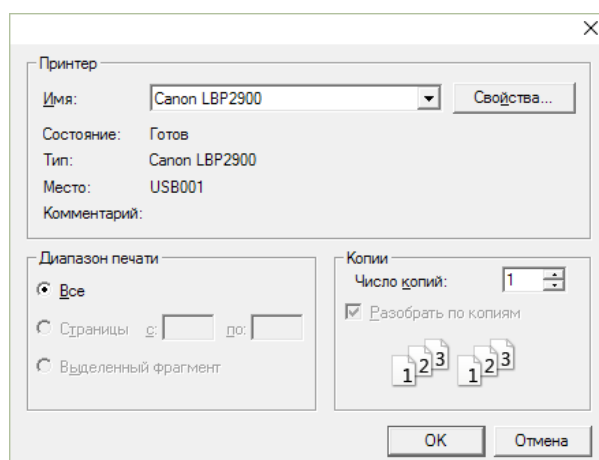 Принтер
Имя: Canon LBP2900 Свойства...
Состояние: Готов
Тип: Canon LBP2900
Место: USB001
Комментарий:
Диапазон печати
Все
Страницы с: по:
Выделенный фрагмент
Копии
Число копий: 1
Разобрать по копиям
1 2 3 1 2 3
OK Отмена